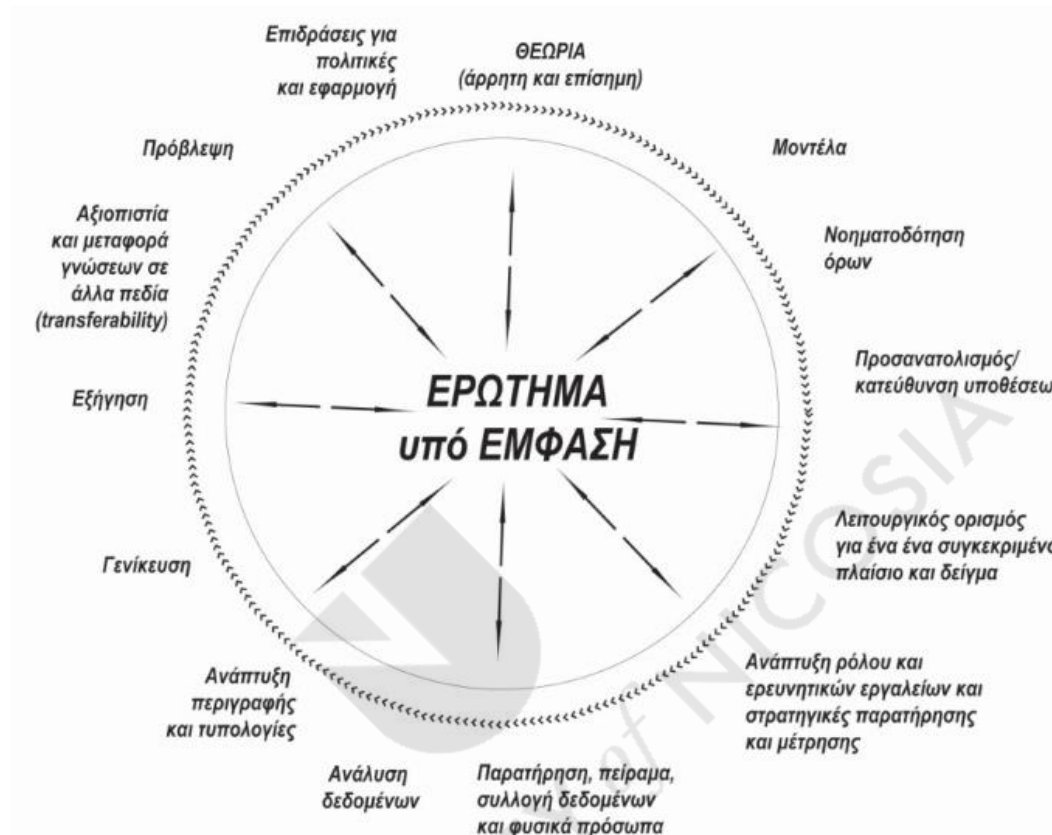 Επιδράσεις για
πολιτικές
και εφαρμογή
ΘΕΩΡΙΑ
(άρρητη και επίσημη)
Μοντέλα
Νοηματοδότηση
όρων
Προσανατολισμός/
κατεύθυνση υποθέσεω
Λειτουργικός ορισμός
για ένα ένα συγκεκριμένο
πλαίσιο και δείγμα
Ανάπτυξη ρόλου και
ερευνητικών εργαλείων και
στρατηγικές παρατήρησης
και μέτρησης
Παρατήρηση, πείραμα,
συλλογή δεδομένων
και φυσικά πρόσωπα
Ανάλυση
δεδομένων
Ανάπτυξη
περιγραφής
και τυπολογίες
Γενίκευση
Εξήγηση
Αξιοπιστία
και μεταφορά
γνώσεων σε
άλλα πεδία
(transferability)
Πρόβλεψη
ΕΡΩΤΗΜΑ
υπό ΕΜΦΑΣΗ
Y of NICOSIA